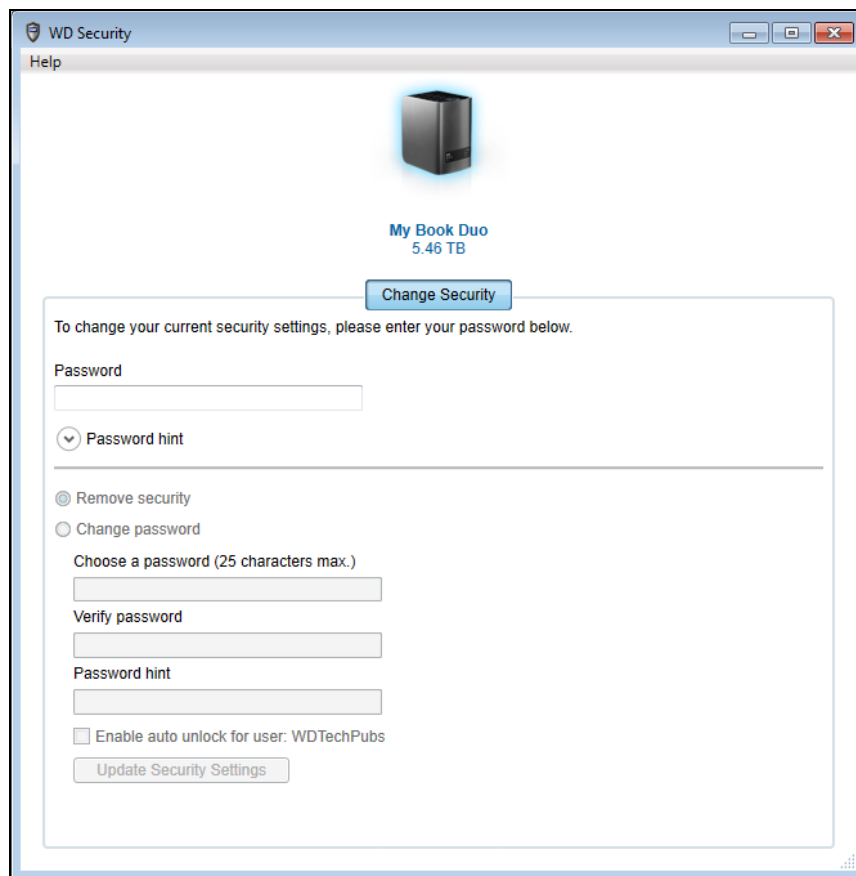 WD Security
Help
My Book Duo
5.46 TB
Change Security
To change your current security settings, please enter your password below.
Password
Password hint
Remove security
Change password
Choose a password (25 characters max.)
Verify password
Password hint
Enable auto unlock for user: WDTechPubs
Update Security Settings